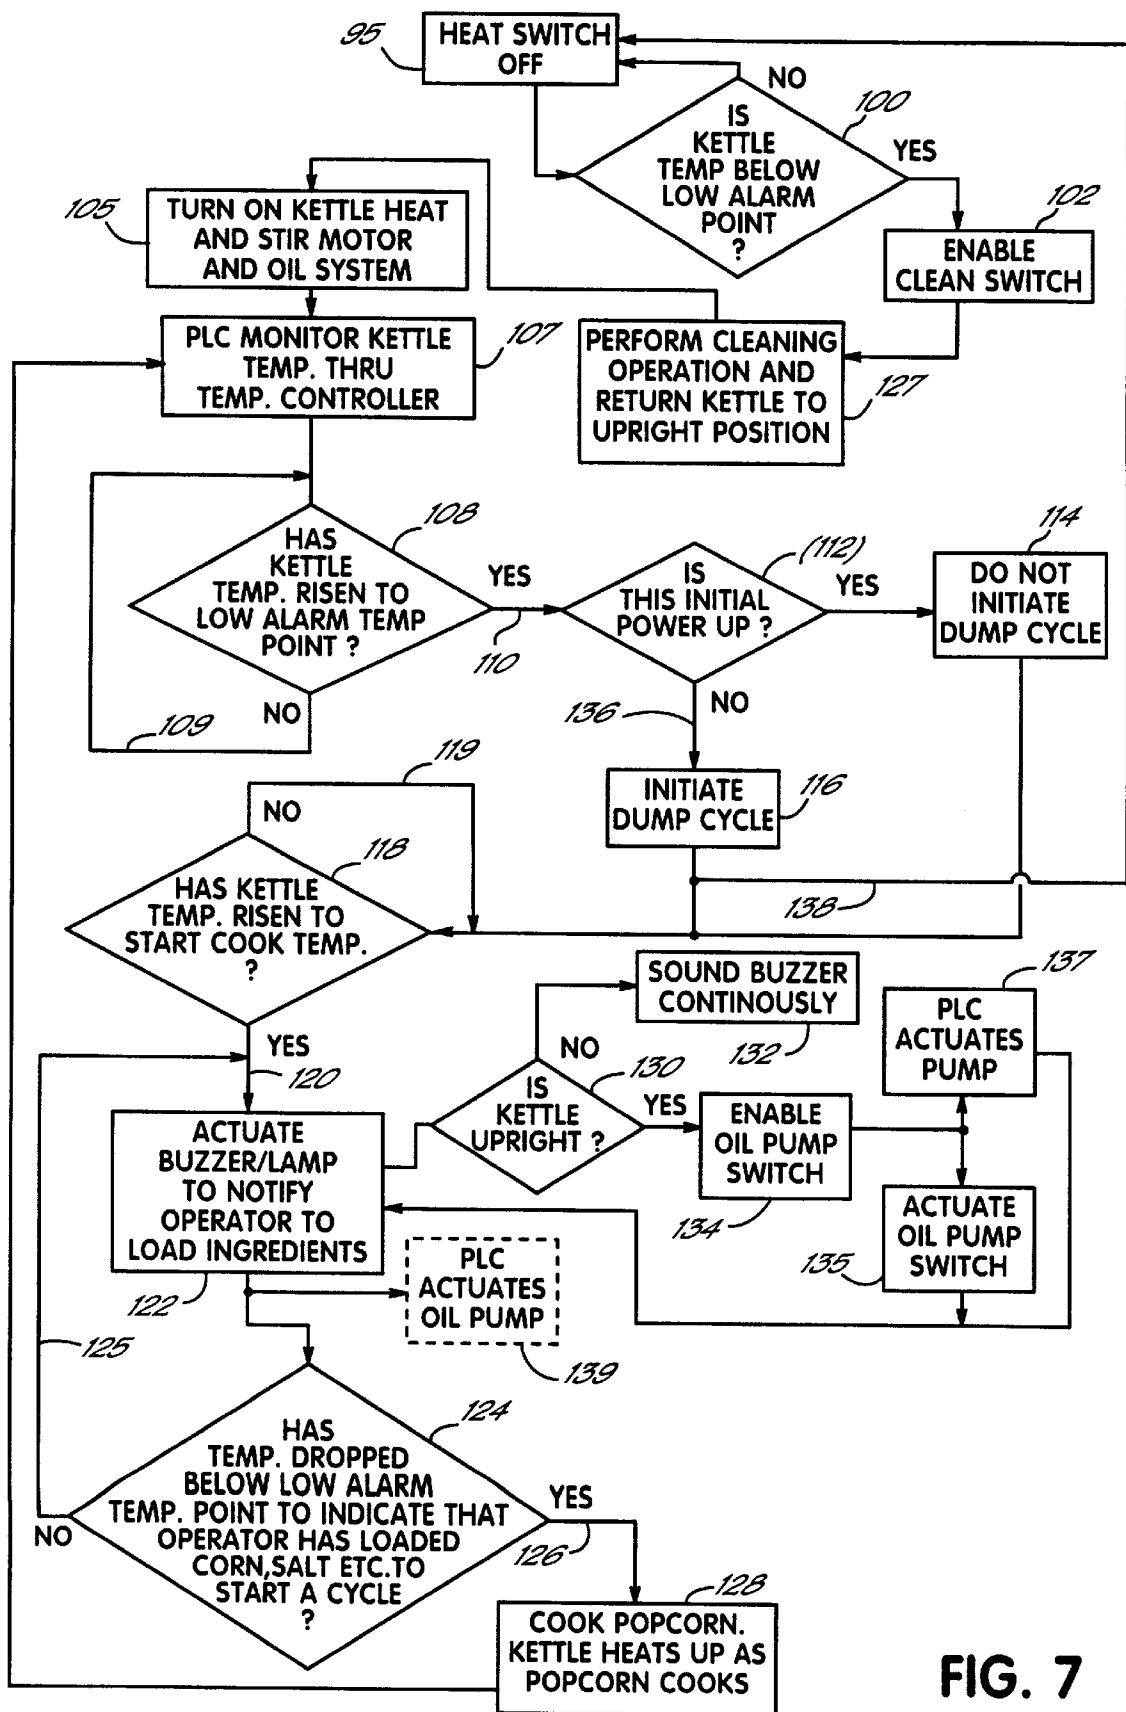 95
HEAT SWITCH
OFF
NO
100
IS
KETTLE
TEMP BELOW
LOW ALARM
POINT
?
YES
102
ENABLE
CLEAN SWITCH
105
TURN ON KETTLE HEAT
AND STIR MOTOR
AND OIL SYSTEM
PLC MONITOR KETTLE
TEMP. THRU
TEMP. CONTROLLER
107
PERFORM CLEANING
OPERATION AND
RETURN KETTLE TO
UPRIGHT POSITION
127
108
HAS
KETTLE
TEMP. RISEN TO
LOW ALARM TEMP
POINT ?
YES
110
NO
109
(112)
IS
THIS INITIAL
POWER UP ?
YES
114
DO NOT
INITIATE
DUMP CYCLE
136
NO
INITIATE
DUMP CYCLE
116
138
119
NO
118
HAS KETTLE
TEMP. RISEN TO
START COOK TEMP.
?
YES
120
SOUND BUZZER
CONTINOUSLY
132
NO
130
IS
KETTLE
UPRIGHT ?
YES
ENABLE
OIL PUMP
SWITCH
134
137
PLC
ACTUATES
PUMP
ACTUATE
OIL PUMP
SWITCH
135
ACTUATE
BUZZER/LAMP
TO NOTIFY
OPERATOR TO
LOAD INGREDIENTS
122
PLC
ACTUATES
OIL PUMP
139
125
124
HAS
TEMP. DROPPED
BELOW LOW ALARM
TEMP. POINT TO INDICATE THAT
OPERATOR HAS LOADED
CORN,SALT ETC.TO
START A CYCLE
?
NO
YES
126
128
COOK POPCORN.
KETTLE HEATS UP AS
POPCORN COOKS
FIG. 7